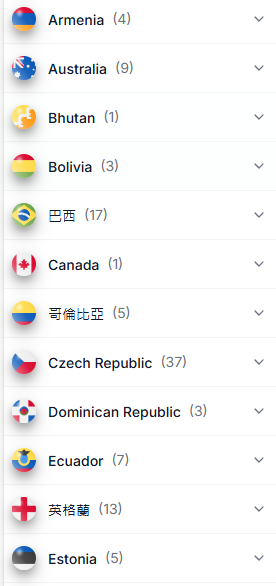 Armenia (4)
Australia (9)
Bhutan (1)
Bolivia (3)
巴西 (17)
Canada (1)
哥倫比亞 (5)
Czech Republic (37)
Dominican Republic (3)
Ecuador (7)
英格蘭 (13)
Estonia (5)